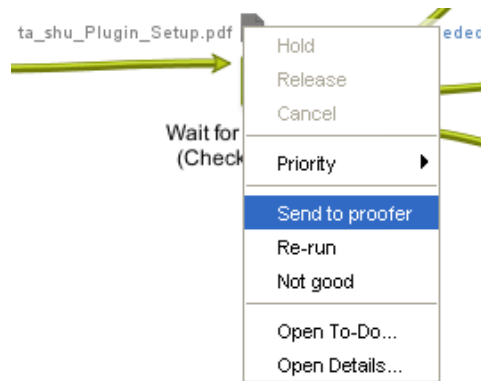 ta_shu_Plugin_Setup.pdf
Hold
Release
Cancel
Wait for
(Check
Priority
Send to proofer
Re-run
Not good
Open To-Do...
Open Details...